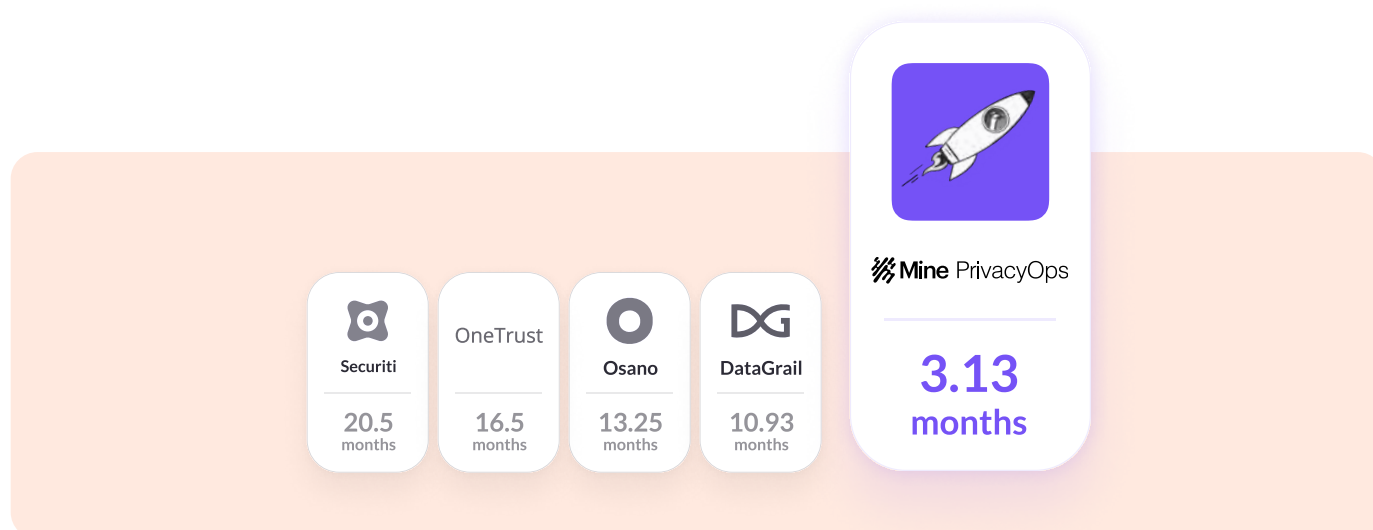 Mine PrivacyOps
Securiti
OneTrust
Osano
DataGrail
20.5
months
16.5
months
13.25
months
10.93
months
3.13
months